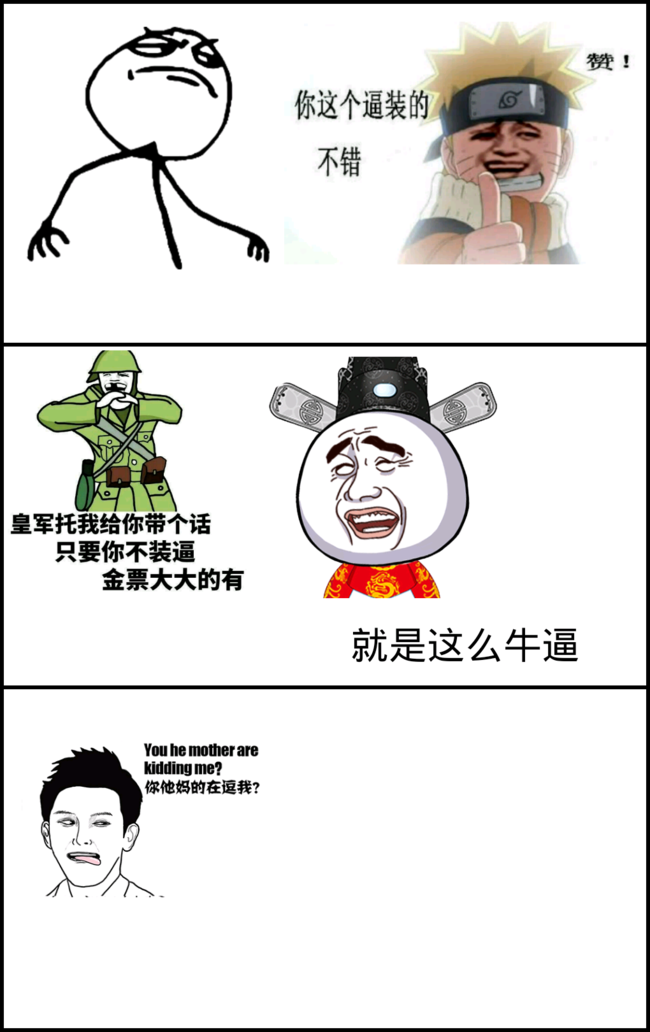 你这个逼装的
不错
赞！
皇军托我给你带个话
只要你不装逼
金票大大的有
就是这么牛逼
You he mother are
kidding me?
你他妈的在逗我?